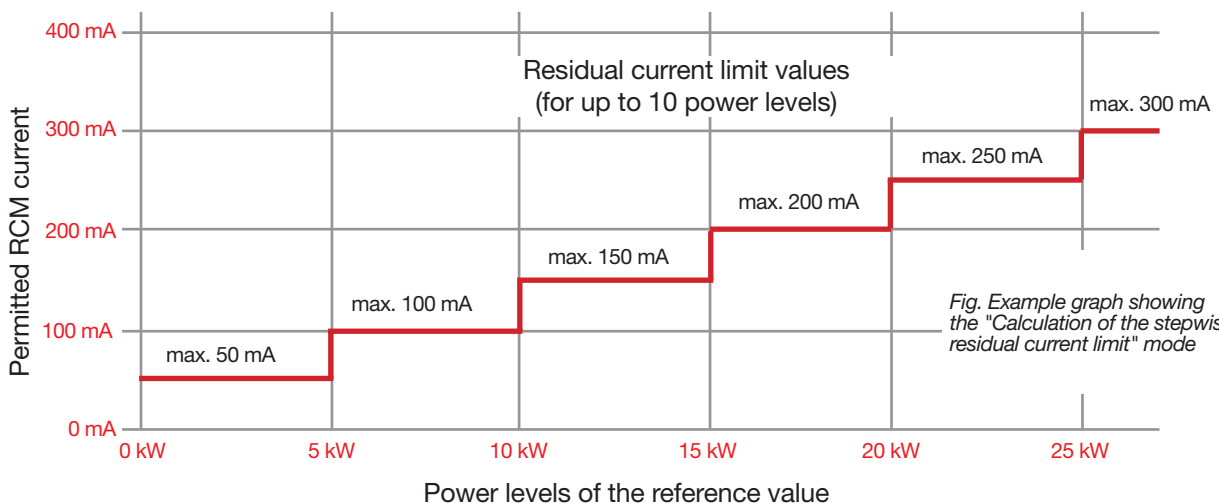 400 mA
Residual current limit values
(for up to 10 power levels)
max. 300 mA
300 mA
max. 250 mA
max. 200 mA
200 mA
max. 150 mA
max. 100 mA
100 mA
max. 50 mA
0 mA
Permitted RCM current
Fig. Example graph showing
the "Calculation of the stepwis
residual current limit" mode
0 kW
5 kW
10 kW
15 kW
20 kW
25 kW
Power levels of the reference value